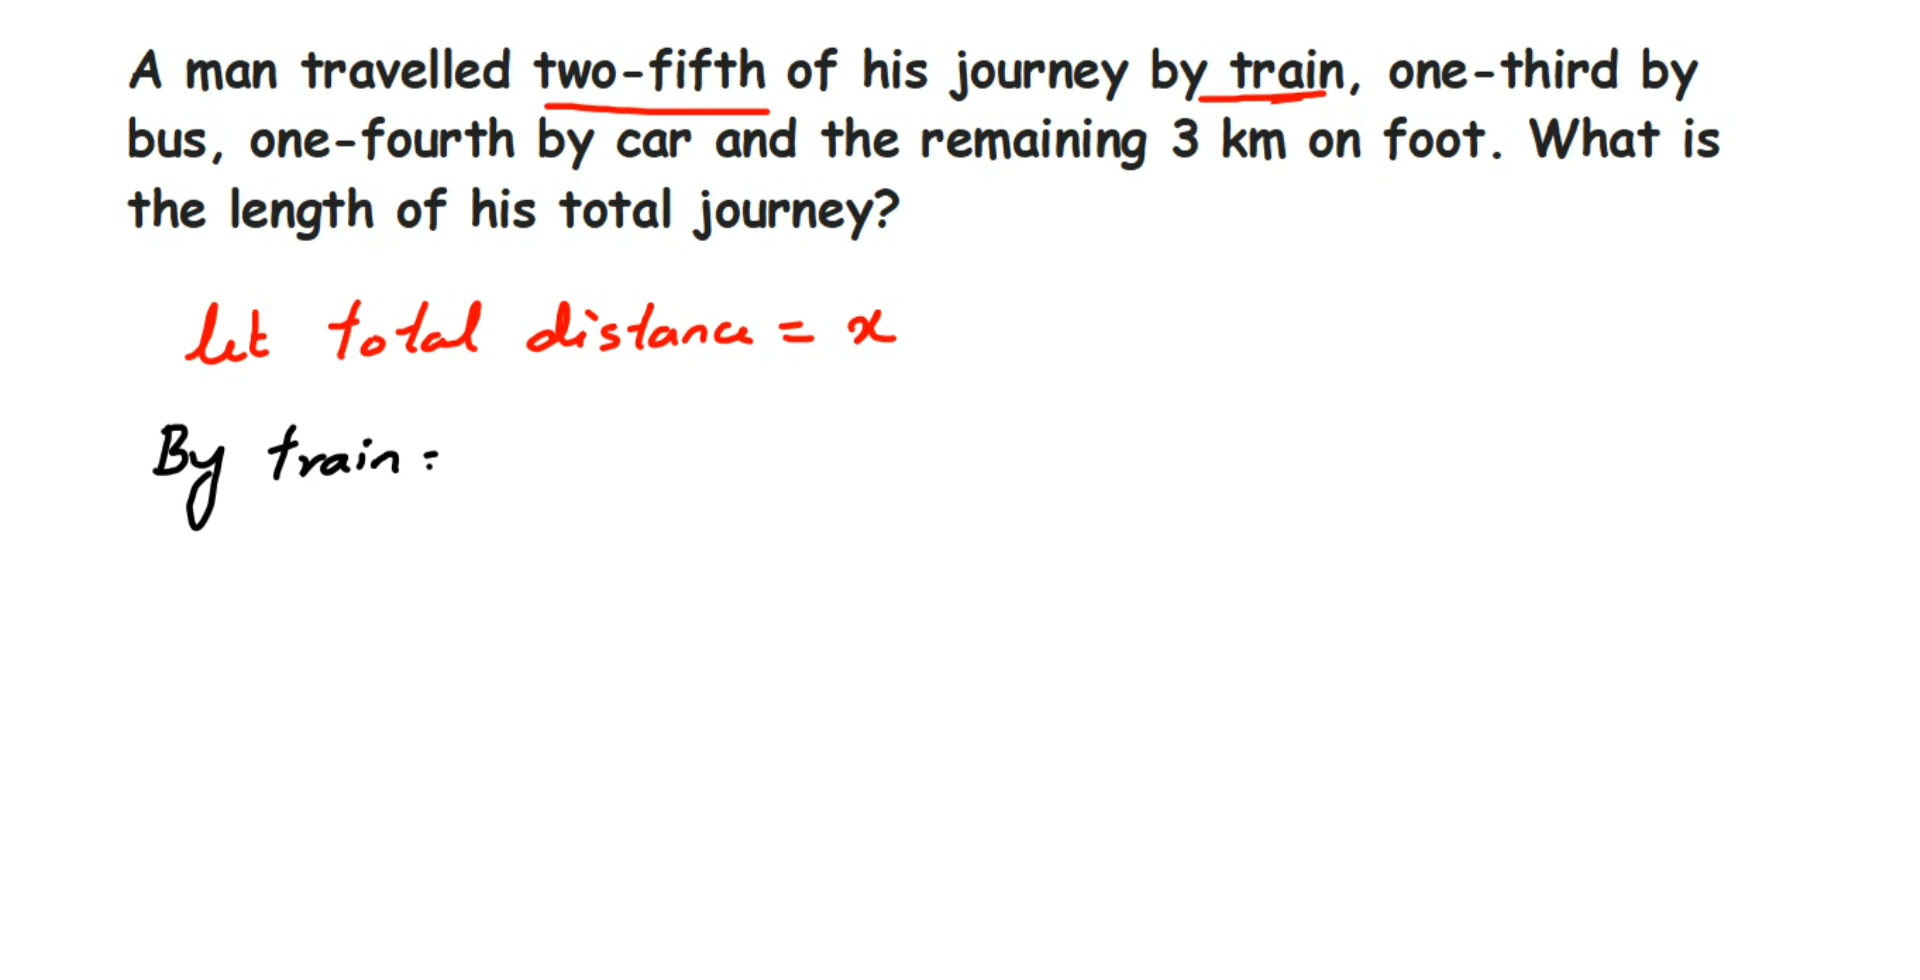 A man travelled two-fifth of his journey by train, one-third by
bus, one-fourth by car and the remaining 3 km on foot. What is
the length of his total journey?
let total distance = x
By train =